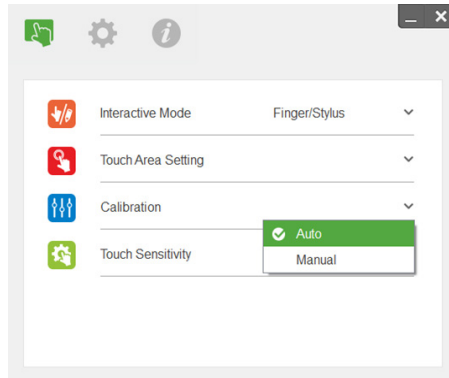 Interactive Mode Finger/Stylus
Touch Area Setting
Calibration
Auto
Touch Sensitivity
Manual